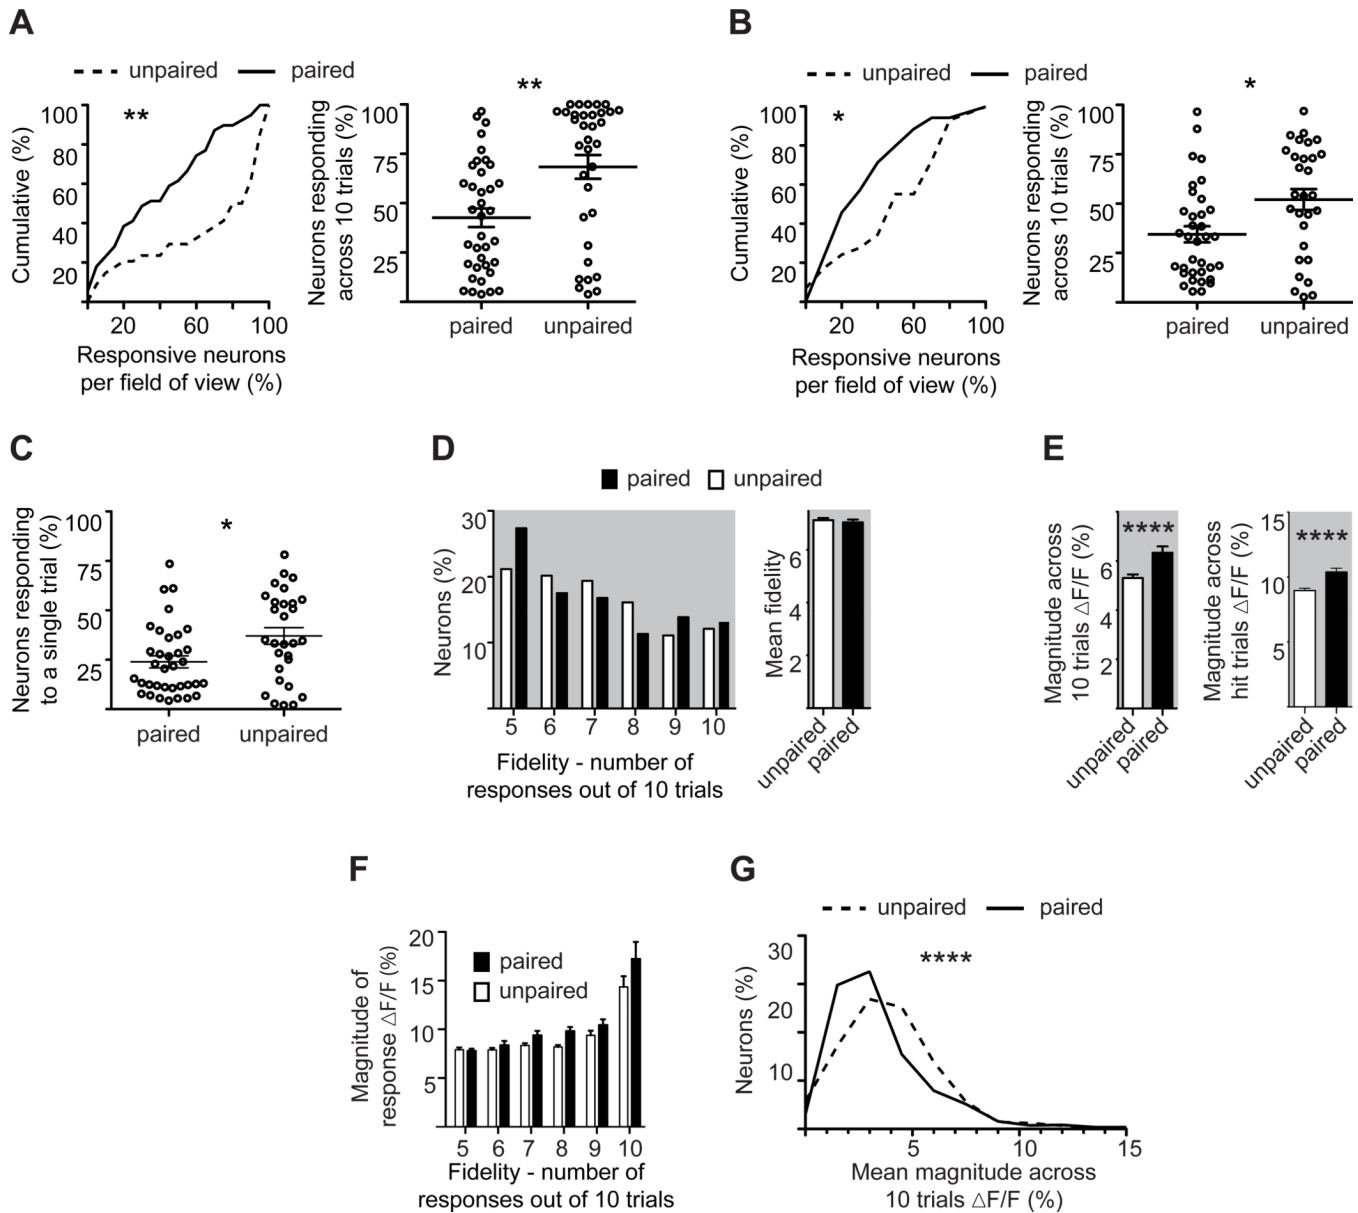 A
unpaired paired
**
Cumulative (%)
100
80
60
40
20
20 60 100
Responsive neurons
per field of view (%)
**
Neurons responding
across 10 trials (%)
100
75
50
25
paired unpaired
B
unpaired paired
*
Cumulative (%)
100
80
60
40
20
20 60 100
Responsive neurons
per field of view (%)
*
Neurons responding
across 10 trials (%)
100
75
50
25
paired unpaired
C
*
Neurons responding
to a single trial (%)
100
75
50
25
paired unpaired
D
paired unpaired
Neurons (%)
30
20
10
5 6 7 8 9 10
Fidelity - number of
responses out of 10 trials
Mean fidelity
6
4
2
unpaired
paired
E
****
Magnitude across
10 trials △F/F (%)
6
4
2
unpaired
paired
****
Magnitude across
hit trials △F/F (%)
15
10
5
unpaired
paired
F
paired
unpaired
Magnitude of
response △F/F (%)
20
15
10
5
5 6 7 8 9 10
Fidelity - number of
responses out of 10 trials
G
unpaired paired
****
Neurons (%)
30
20
10
5 10 15
Mean magnitude across
10 trials △F/F (%)